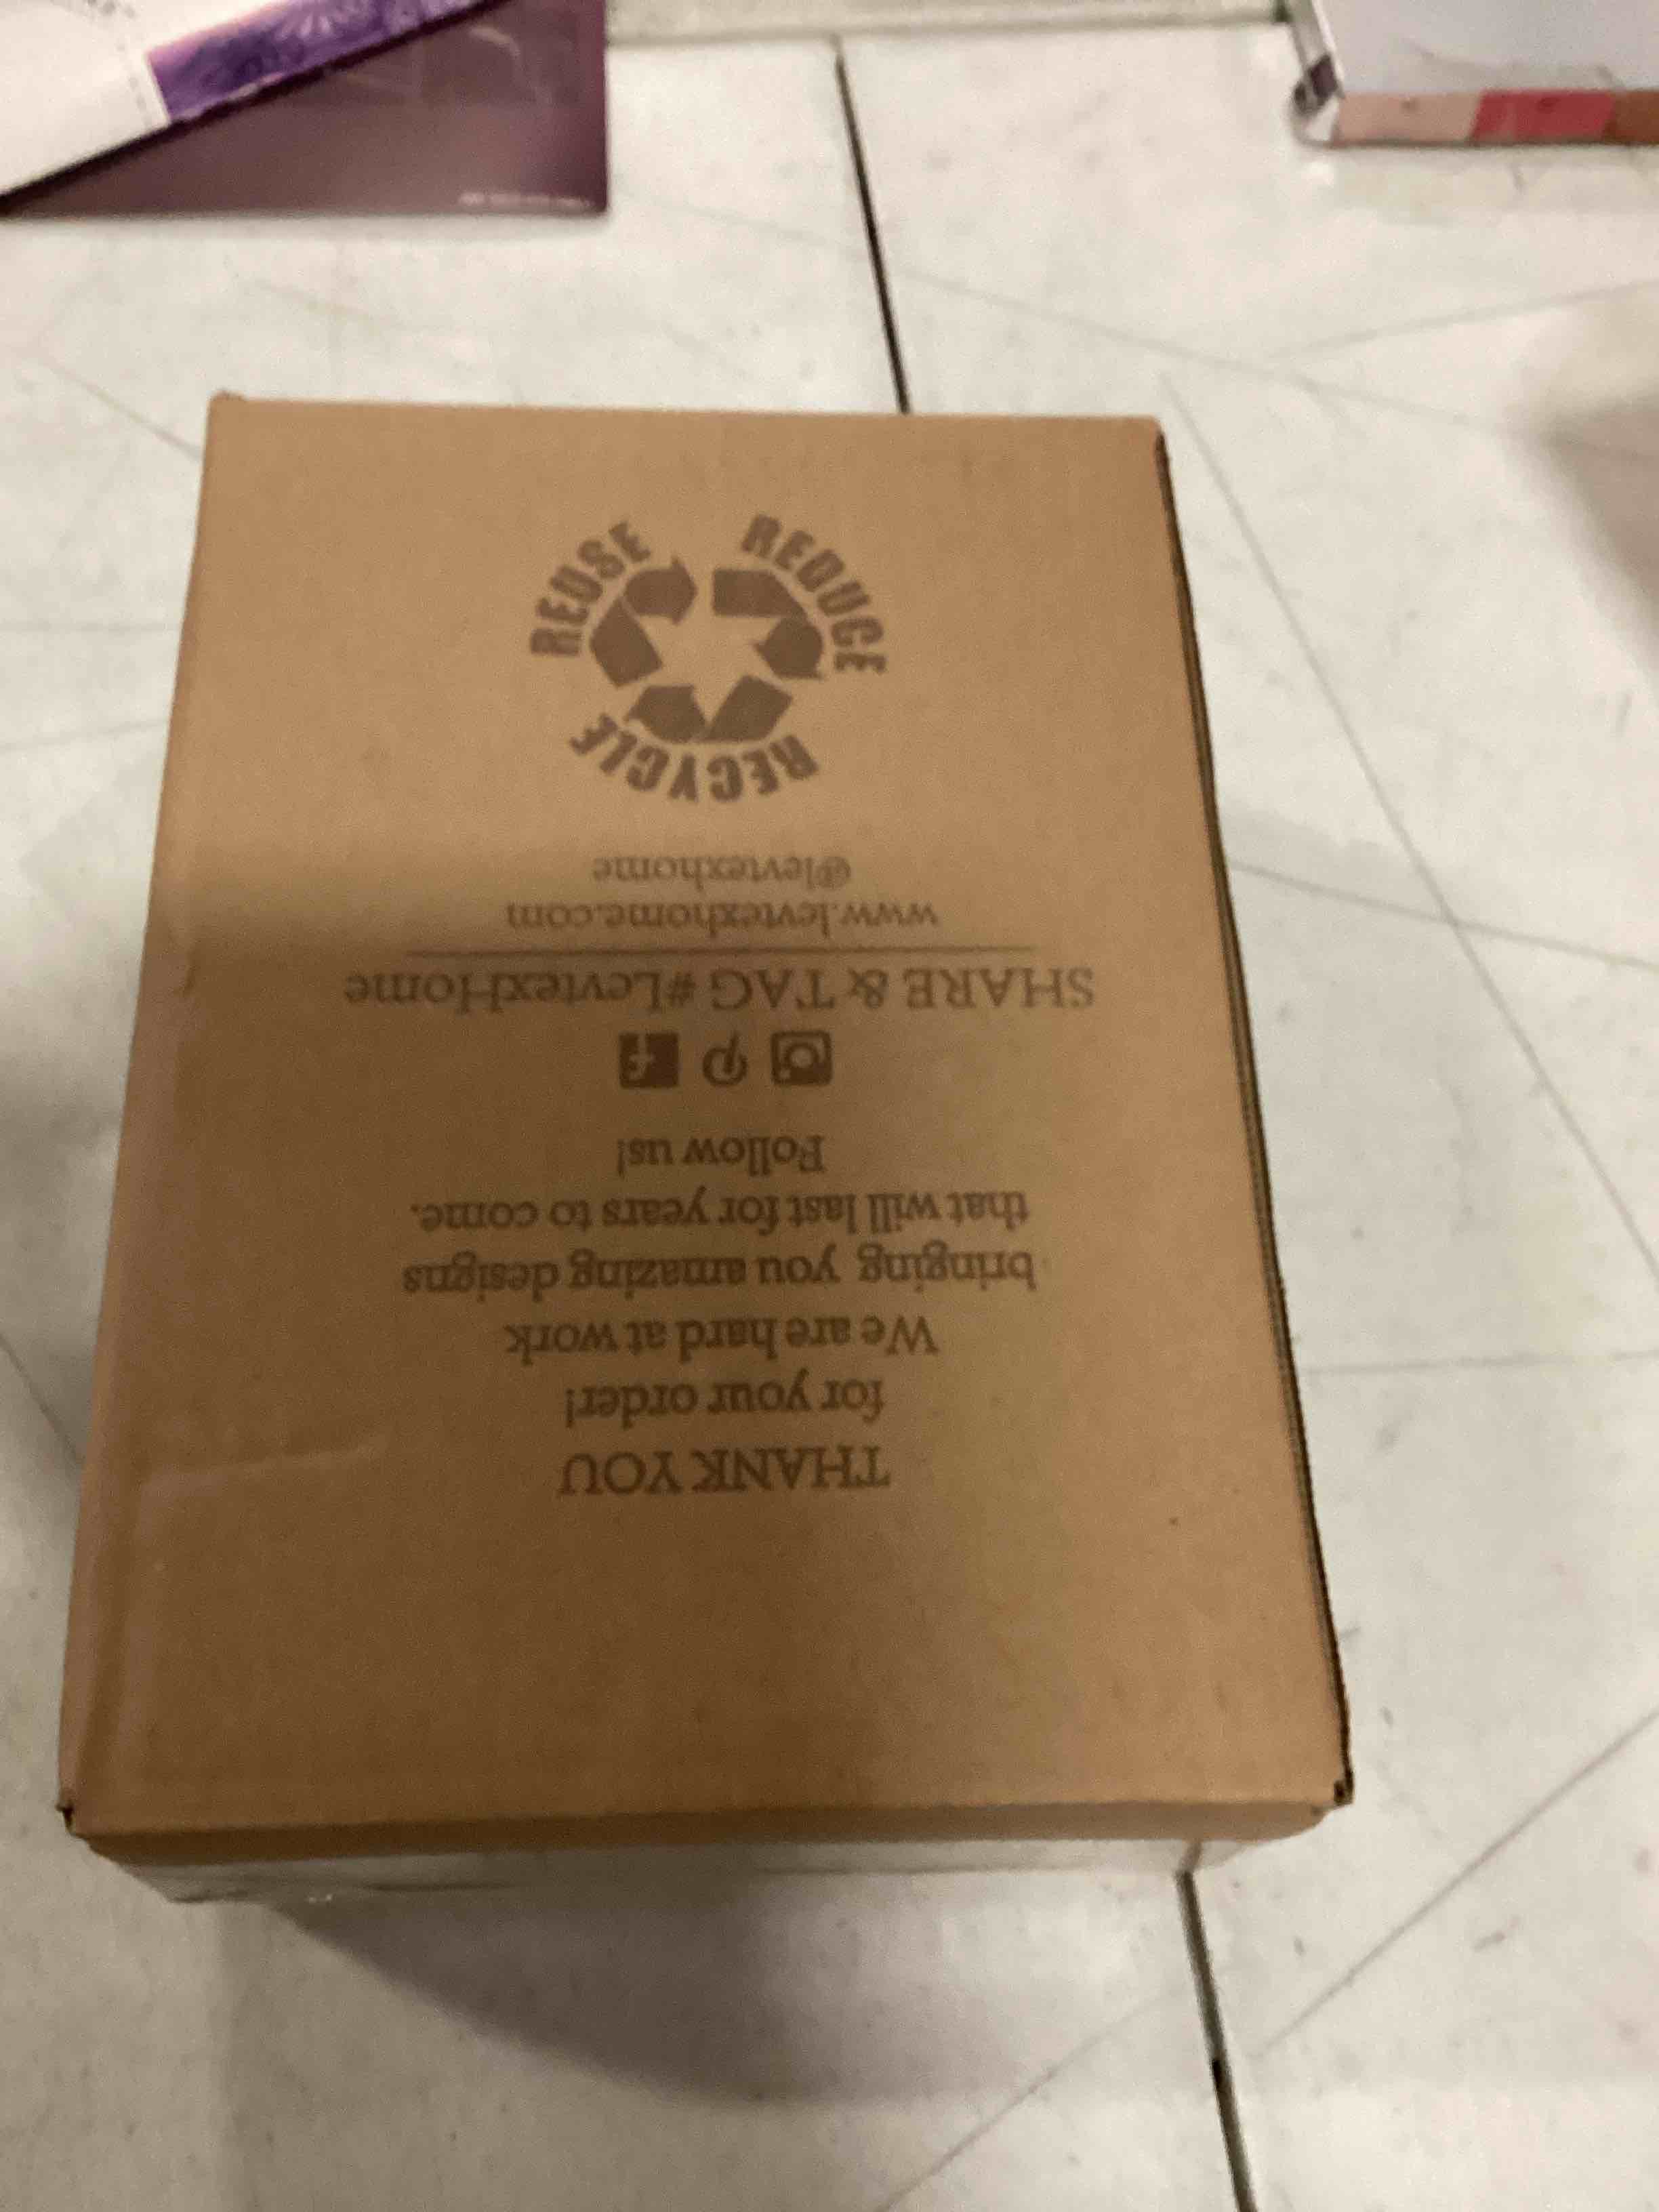 THANK YOU
for your order!
We are hard at work
bringing you amazing designs
that will last for years to come.
Follow us!
SHARE & TAG #LevtexHome
www.levtexhome.com
@levtexhome
RECYCLE
REDUCE
REUSE